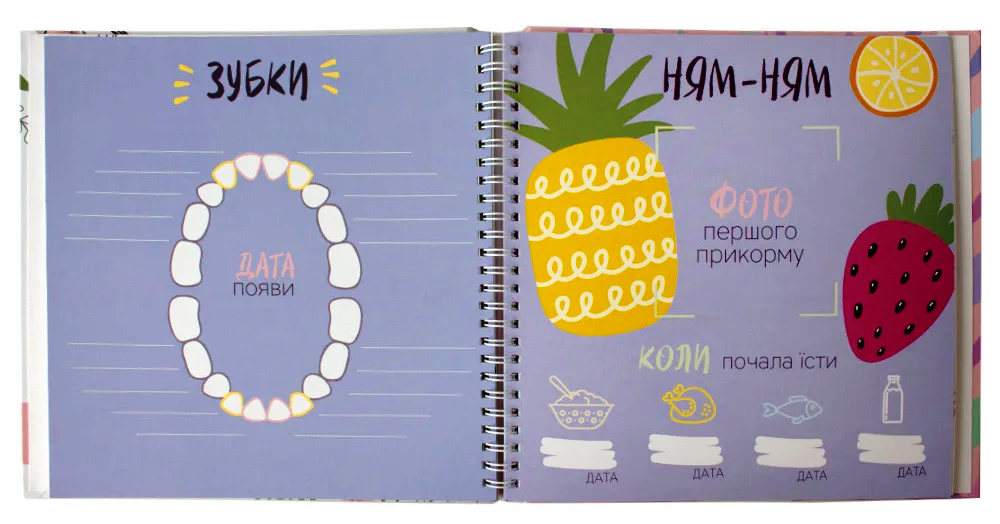 ЗУБКИ
ДАТА
появи
НЯМ-НЯМ
ФОТО
першого
прикорму
КОЛИ почала їсти
ДАТА
ДАТА
ДАТА
ДАТА